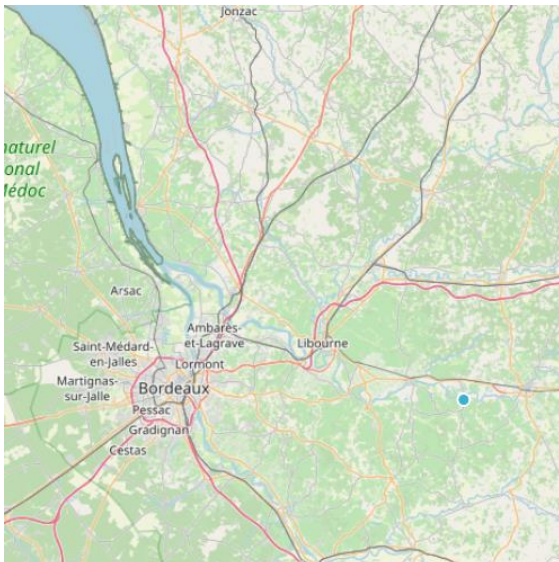 Jonzac
naturel
onal
Médoc
Arsac
Ambarès-
et-Lagrave
Saint-Médard-
en-Jalles
Libourne
Lormont
Martignas-
sur-Jalle
Bordeaux
Pessac
Gradignan
Cestas